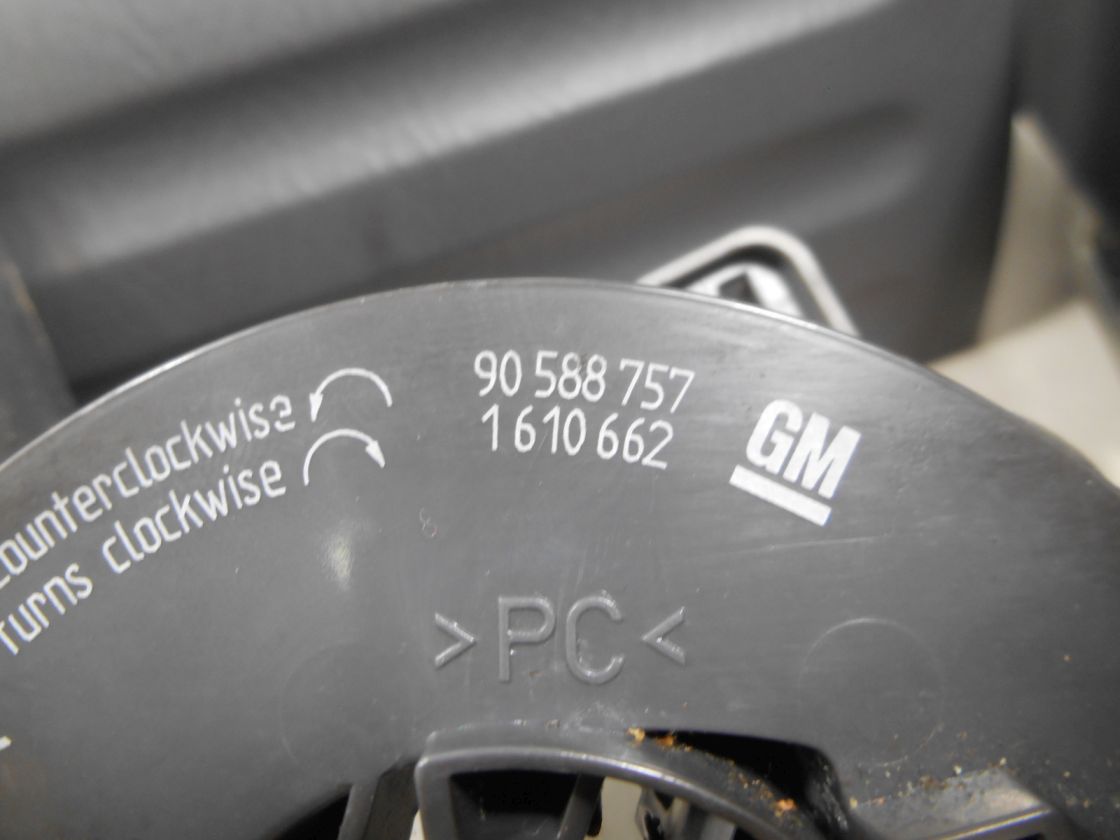 counterclockwise
turns clockwise
90 588 757
1 610 662
GM
>PC<